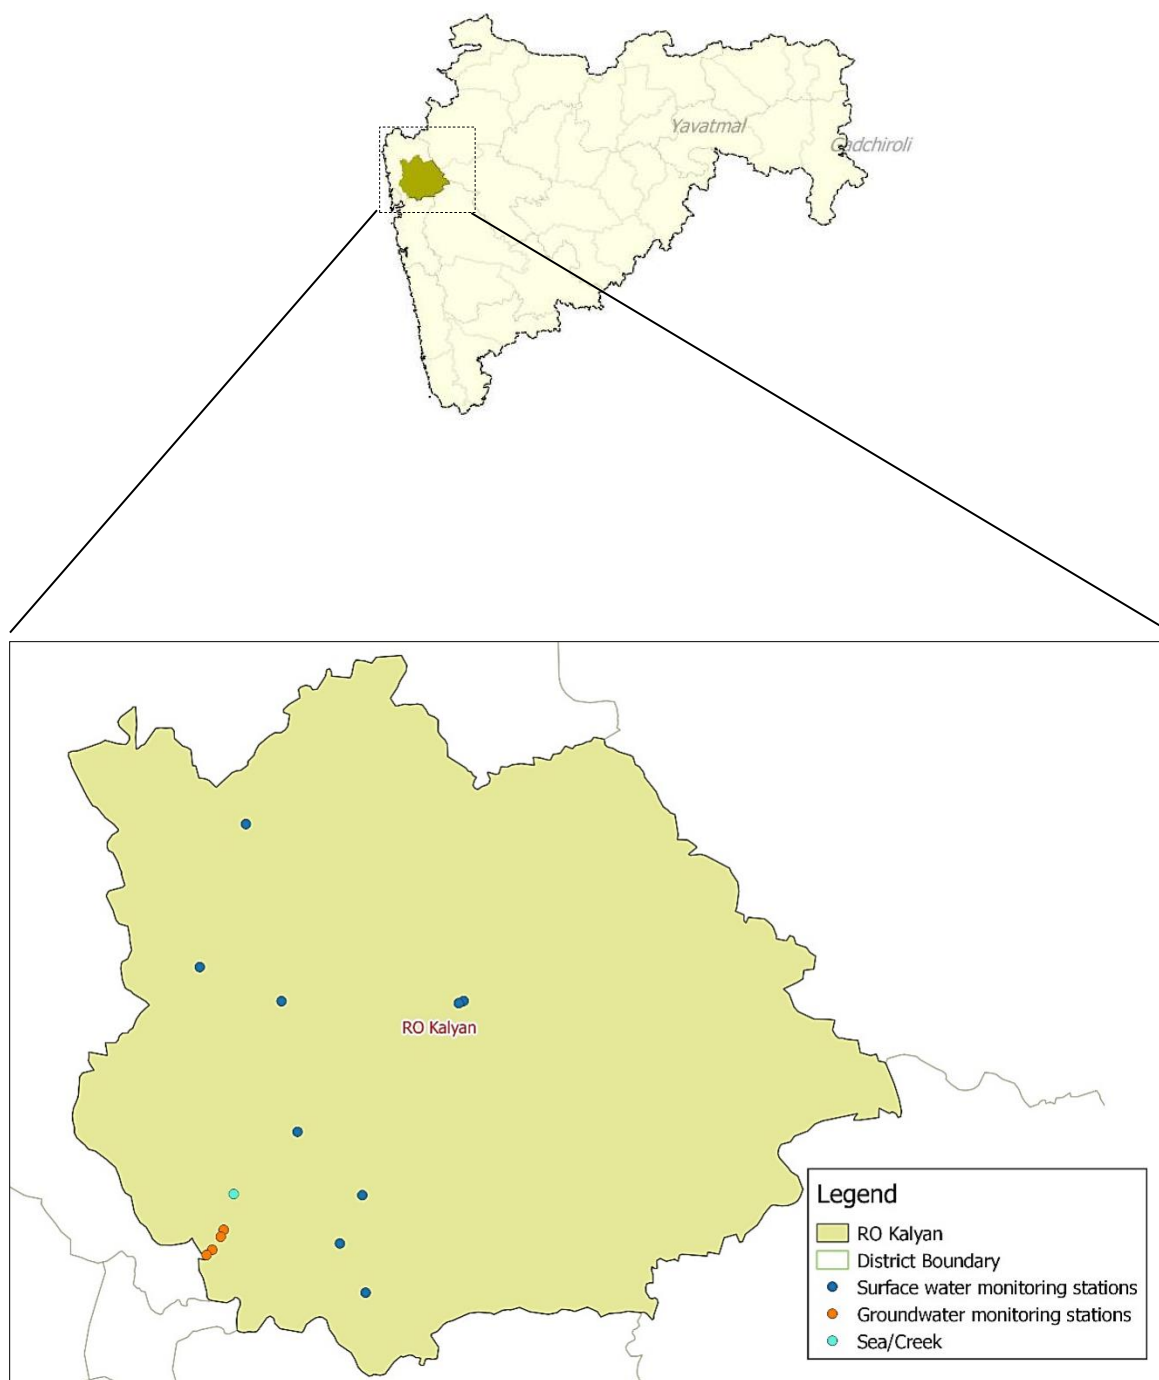 Yavatmal
Gadchiroli
RO Kalyan
Legend
RO Kalyan
District Boundary
Surface water monitoring stations
Groundwater monitoring stations
Sea/Creek